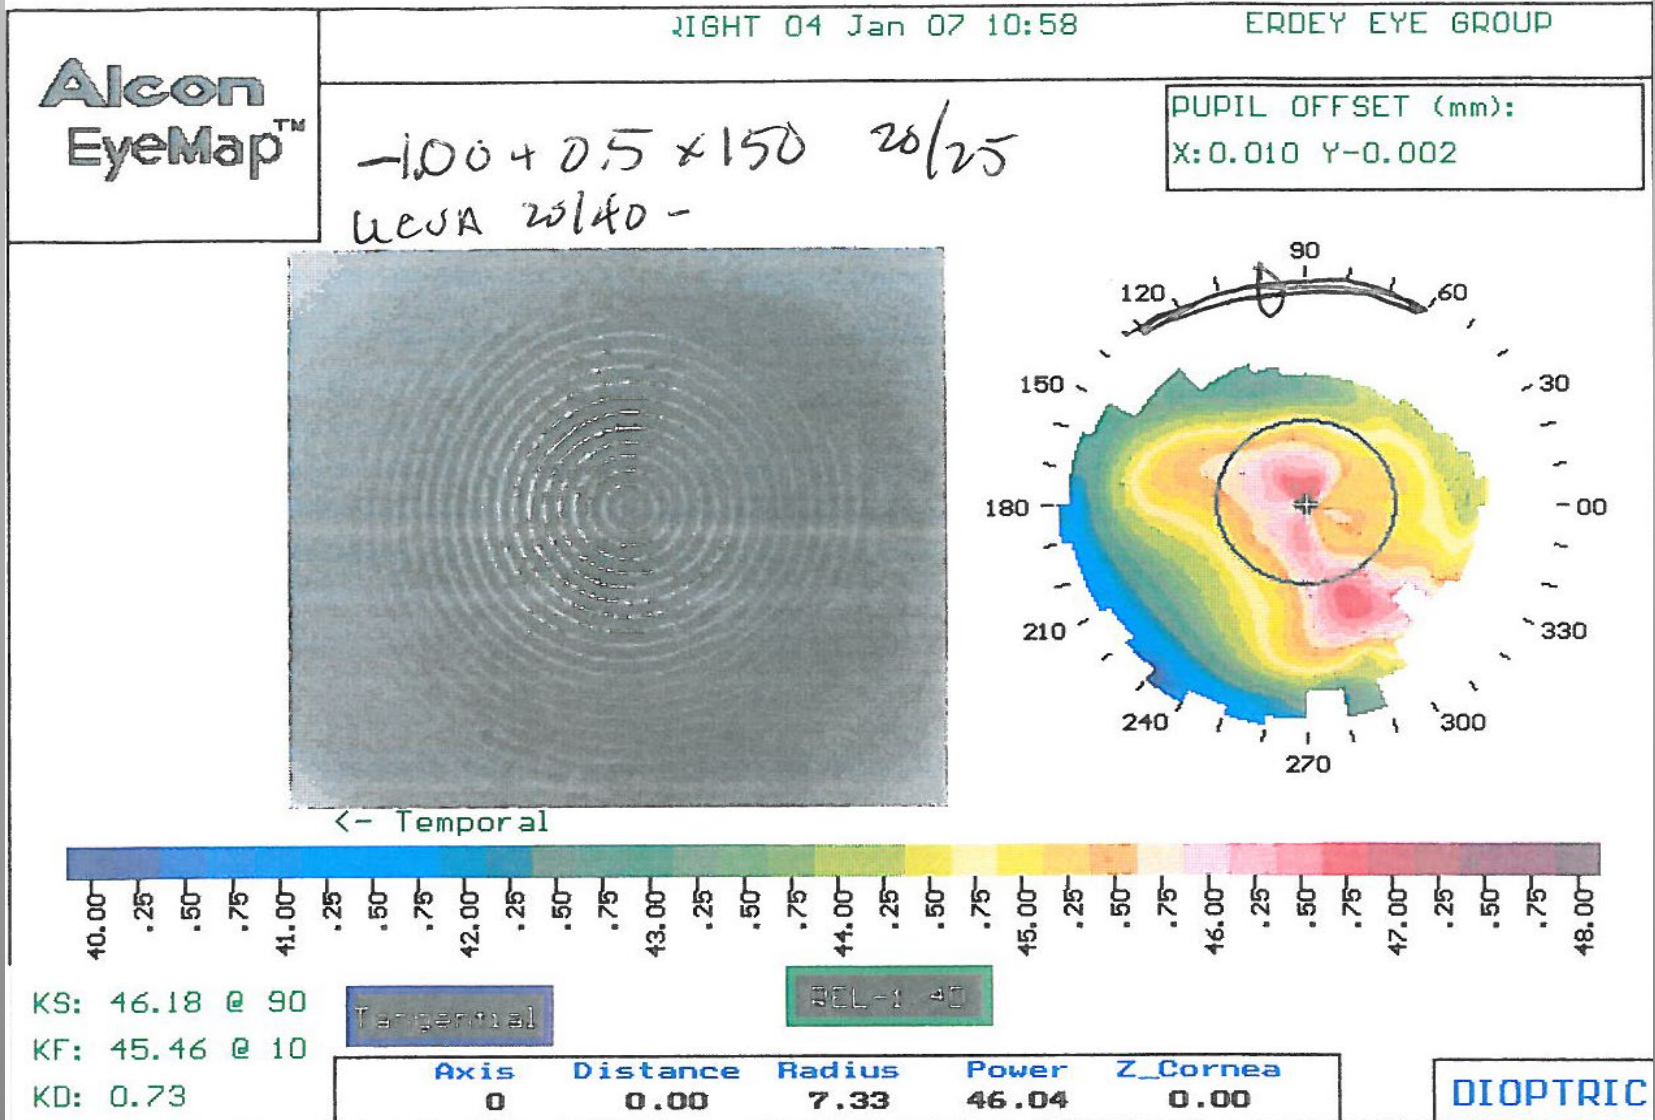 RIGHT 04 Jan 07 10:58
ERDEY EYE GROUP
Alcon
EyeMap™
PUPIL OFFSET (mm):
X:0.010 Y-0.002
-1.00 + 0.5 x 150 20/25
UCVA 20/40 -
90
120
60
150
30
180
00
210
330
240
300
270
<- Temporal
40.00 .25 .50 .75 41.00 .25 .50 .75 42.00 .25 .50 .75 43.00 .25 .50 .75 44.00 .25 .50 .75 45.00 .25 .50 .75 46.00 .25 .50 .75 47.00 .25 .50 .75 48.00
KS: 46.18 @ 90
KF: 45.46 @ 10
KD: 0.73
Tangential
Axis Distance Radius Power Z_Cornea
0 0.00 7.33 46.04 0.00
DIOPTRIC